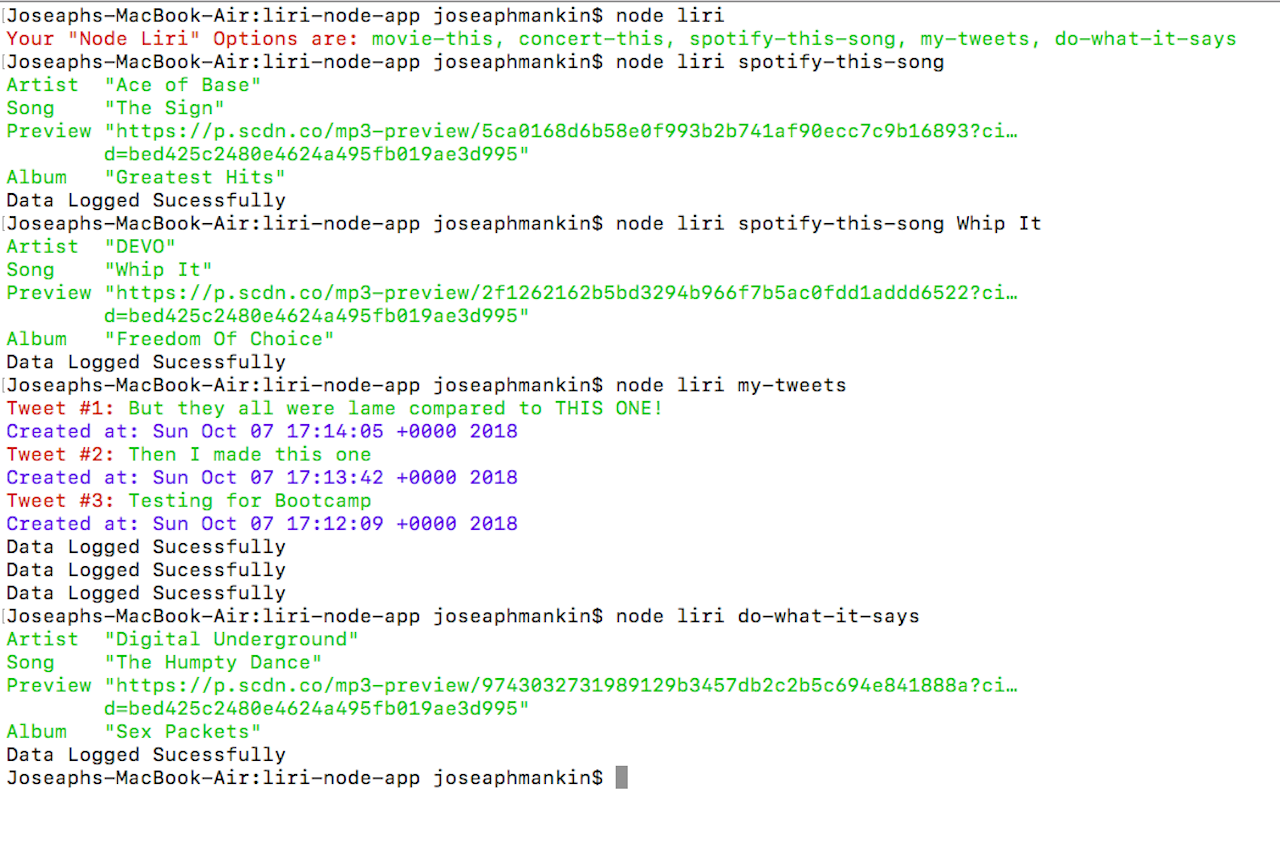 [Joseaphs-MacBook-Air:liri-node-app joseaphmankin$ node liri
Your "Node Liri" Options are: movie-this, concert-this, spotify-this-song, my-tweets, do-what-it-says
[Joseaphs-MacBook-Air:liri-node-app joseaphmankin$ node liri spotify-this-song
Artist  "Ace of Base"
Song    "The Sign"
Preview "https://p.scdn.co/mp3-preview/5ca0168d6b58e0f993b2b741af90ecc7c9b16893?ci…
        d=bed425c2480e4624a495fb019ae3d995"
Album   "Greatest Hits"
Data Logged Sucessfully
[Joseaphs-MacBook-Air:liri-node-app joseaphmankin$ node liri spotify-this-song Whip It
Artist  "DEVO"
Song    "Whip It"
Preview "https://p.scdn.co/mp3-preview/2f1262162b5bd3294b966f7b5ac0fdd1addd6522?ci…
        d=bed425c2480e4624a495fb019ae3d995"
Album   "Freedom Of Choice"
Data Logged Sucessfully
[Joseaphs-MacBook-Air:liri-node-app joseaphmankin$ node liri my-tweets
Tweet #1: But they all were lame compared to THIS ONE!
Created at: Sun Oct 07 17:14:05 +0000 2018
Tweet #2: Then I made this one
Created at: Sun Oct 07 17:13:42 +0000 2018
Tweet #3: Testing for Bootcamp
Created at: Sun Oct 07 17:12:09 +0000 2018
Data Logged Sucessfully
Data Logged Sucessfully
Data Logged Sucessfully
[Joseaphs-MacBook-Air:liri-node-app joseaphmankin$ node liri do-what-it-says
Artist  "Digital Underground"
Song    "The Humpty Dance"
Preview "https://p.scdn.co/mp3-preview/9743032731989129b3457db2c2b5c694e841888a?ci…
        d=bed425c2480e4624a495fb019ae3d995"
Album   "Sex Packets"
Data Logged Sucessfully
Joseaphs-MacBook-Air:liri-node-app joseaphmankin$